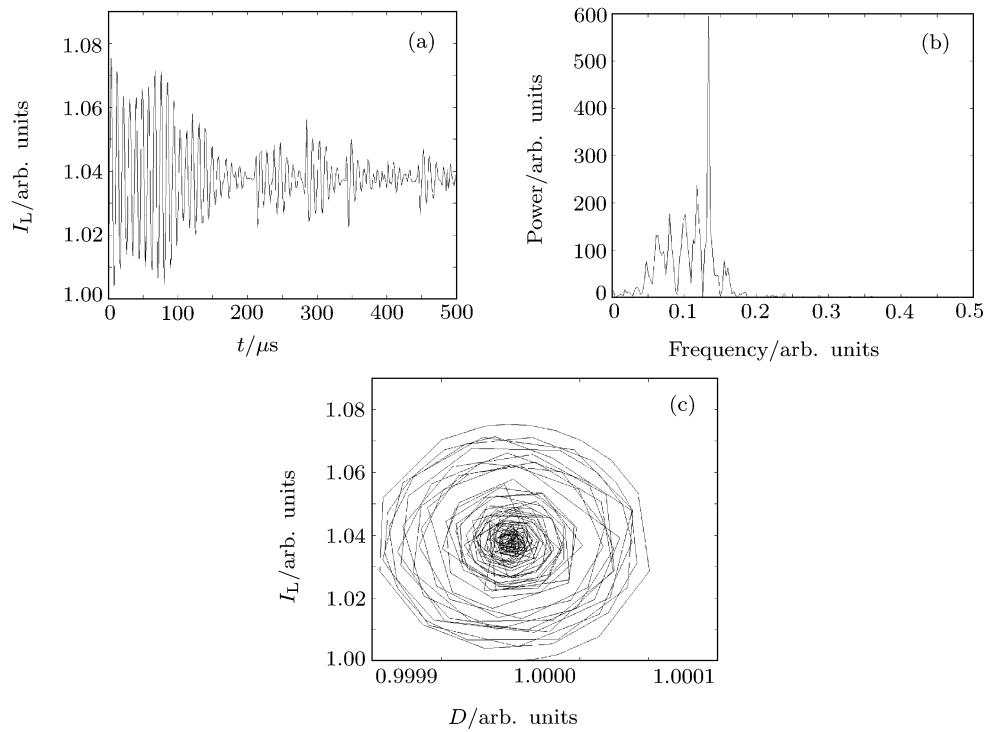 (a)
1.08
1.06
1.04
1.02
1.00
I_L/arb. units
0 100 200 300 400 500
t/μs
(b)
600
500
400
300
200
100
0
Power/arb. units
0 0.1 0.2 0.3 0.4 0.5
Frequency/arb. units
(c)
1.08
1.06
1.04
1.02
1.00
I_L/arb. units
0.9999 1.0000 1.0001
D/arb. units